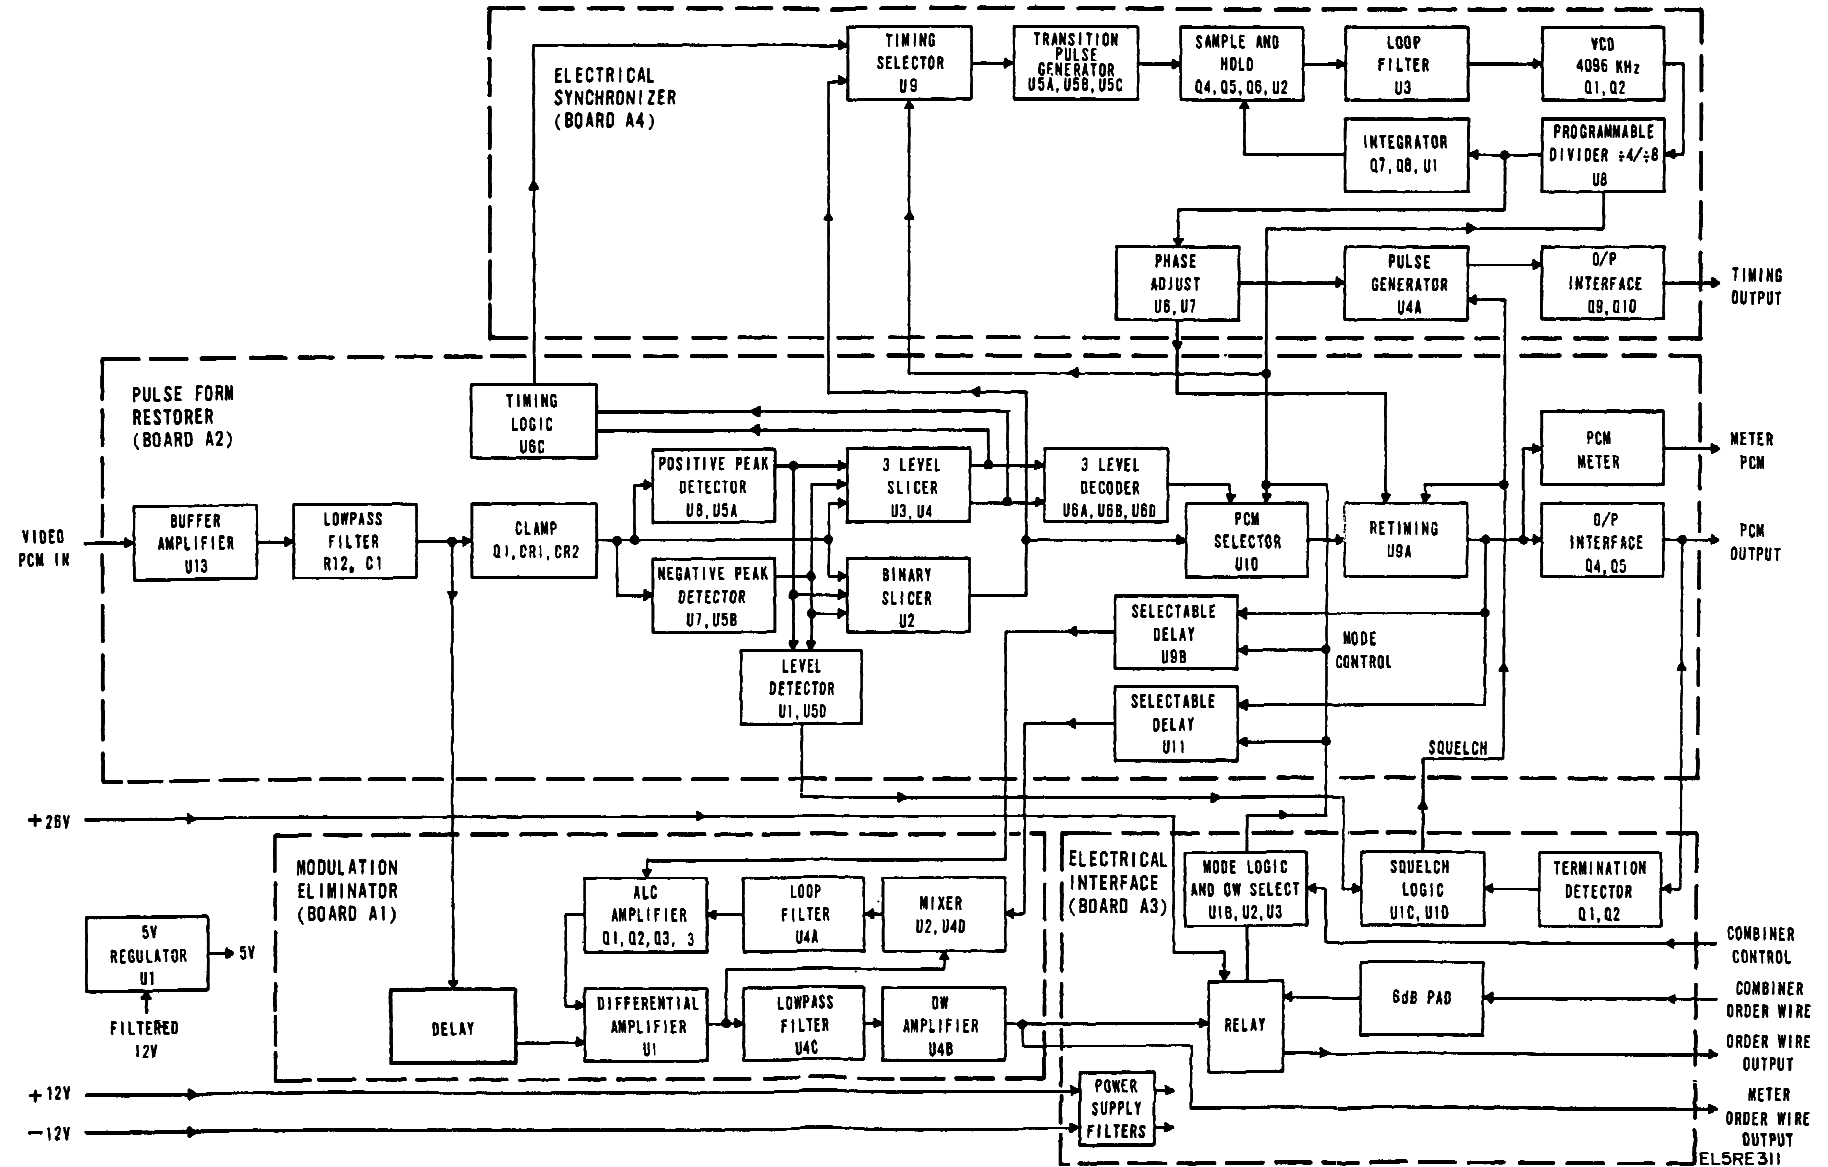 ELECTRICAL
SYNCHRONIZER
(BOARD A4)
TIMING
SELECTOR
U9
TRANSITION
PULSE
GENERATOR
U5A, U5B, U5C
SAMPLE AND
HOLD
Q4, Q5, Q6, U2
LOOP
FILTER
U3
VCO
4096 KHz
Q1, Q2
INTEGRATOR
Q7, Q8, U1
PROGRAMMABLE
DIVIDER ÷4/÷8
U8
PHASE
ADJUST
U6, U7
PULSE
GENERATOR
U4A
O/P
INTERFACE
Q9, Q10
TIMING
OUTPUT
PULSE FORM
RESTORER
(BOARD A2)
TIMING
LOGIC
U6C
VIDEO
PCM IN
BUFFER
AMPLIFIER
U13
LOWPASS
FILTER
R12, C1
CLAMP
Q1, CR1, CR2
POSITIVE PEAK
DETECTOR
U8, U5A
NEGATIVE PEAK
DETECTOR
U7, U5B
3 LEVEL
SLICER
U3, U4
BINARY
SLICER
U2
3 LEVEL
DECODER
U6A, U6B, U6D
PCM
SELECTOR
U10
RETIMING
U9A
PCM
METER
METER
PCM
O/P
INTERFACE
Q4, Q5
PCM
OUTPUT
LEVEL
DETECTOR
U1, U5D
SELECTABLE
DELAY
U9B
SELECTABLE
DELAY
U11
MODE
CONTROL
SQUELCH
+28V
MODULATION
ELIMINATOR
(BOARD A1)
ALC
AMPLIFIER
Q1, Q2, Q3, 3
LOOP
FILTER
U4A
MIXER
U2, U4D
DELAY
DIFFERENTIAL
AMPLIFIER
U1
LOWPASS
FILTER
U4C
OW
AMPLIFIER
U4B
5V
REGULATOR
U1
5V
FILTERED
12V
ELECTRICAL
INTERFACE
(BOARD A3)
MODE LOGIC
AND OW SELECT
U1B, U2, U3
SQUELCH
LOGIC
U1C, U1D
TERMINATION
DETECTOR
Q1, Q2
COMBINER
CONTROL
RELAY
6dB PAD
COMBINER
ORDER WIRE
ORDER WIRE
OUTPUT
+12V
-12V
POWER
SUPPLY
FILTERS
METER
ORDER WIRE
OUTPUT
EL5RE311